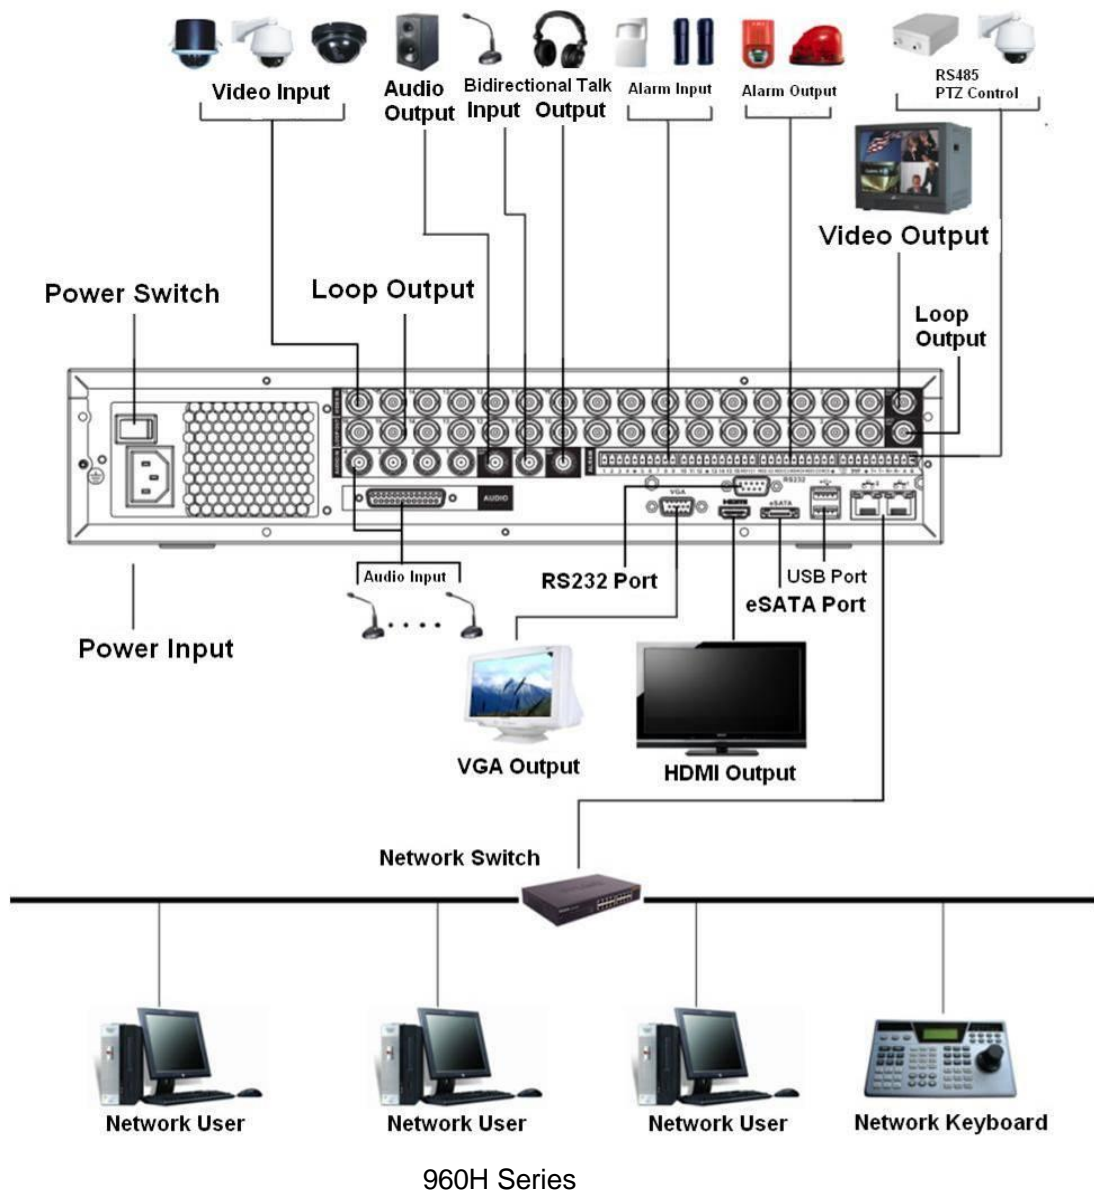 Video Input
Audio
Output
Bidirectional Talk
Input Output
Alarm Input
Alarm Output
RS485
PTZ Control
Video Output
Power Switch
Loop Output
Loop
Output
AUDIO
VGA
RS232
HDMI
eSATA
Audio Input
RS232 Port
USB Port
eSATA Port
Power Input
VGA Output
HDMI Output
Network Switch
Network User
Network User
Network User
Network Keyboard
960H Series